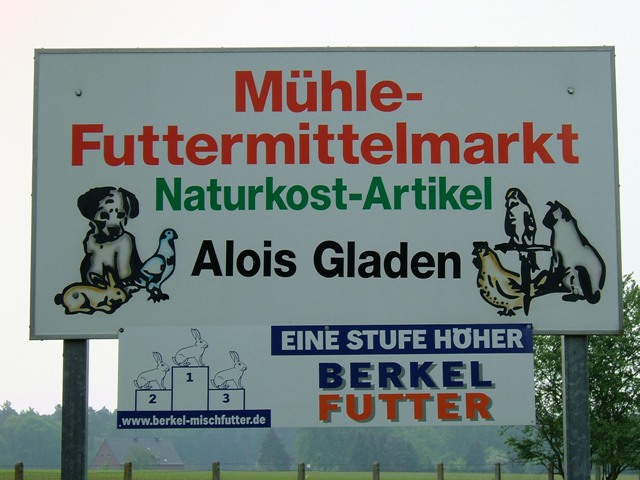 Mühle-
Futtermittelmarkt
Naturkost-Artikel
Alois Gladen
EINE STUFE HÖHER
BERKEL
FUTTER
1
2
3
www.berkel-mischfutter.de